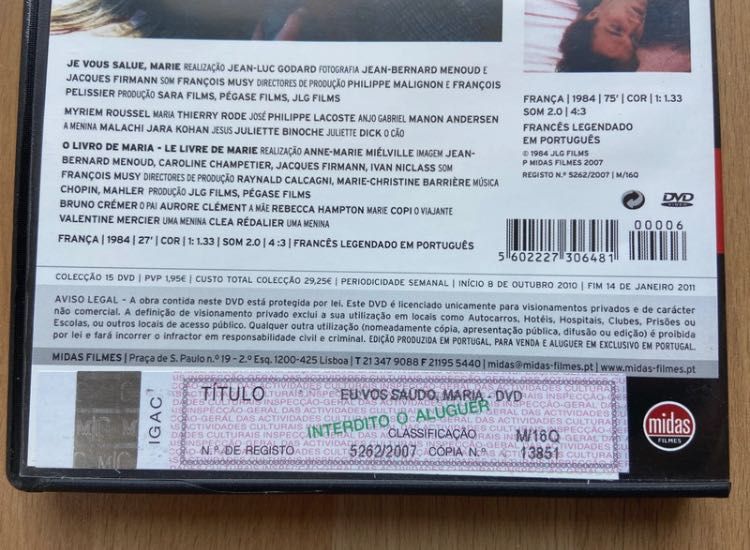 JE VOUS SALUE, MARIE REALIZAÇÃO JEAN-LUC GODARD FOTOGRAFIA JEAN-BERNARD MENOUD E
JACQUES FIRMANN SOM FRANÇOIS MUSY DIRECTORES DE PRODUÇÃO PHILIPPE MALIGNON E FRANÇOIS
PELISSIER PRODUÇÃO SARA FILMS, PÉGASE FILMS, JLG FILMS
MYRIEM ROUSSEL MARIA THIERRY RODE JOSÉ PHILIPPE LACOSTE ANJO GABRIEL MANON ANDERSEN
A MENINA MALACHI JARA KOHAN JESUS JULIETTE BINOCHE JULIETTE DICK O CÃO
O LIVRO DE MARIA - LE LIVRE DE MARIE REALIZAÇÃO ANNE-MARIE MIÉLVILLE IMAGEM JEAN-
BERNARD MENOUD, CAROLINE CHAMPETIER, JACQUES FIRMANN, IVAN NICLASS SOM
FRANÇOIS MUSY DIRECTORES DE PRODUÇÃO RAYNALD CALCAGNI, MARIE-CHRISTINE BARRIÈRE MÚSICA
CHOPIN, MAHLER PRODUÇÃO JLG FILMS, PÉGASE FILMS
BRUNO CRÉMER O PAI AURORE CLÉMENT A MÃE REBECCA HAMPTON MARIE COPI O VIAJANTE
VALENTINE MERCIER UMA MENINA CLEA RÉDALIER UMA MENINA
FRANÇA | 1984 | 27' | COR | 1: 1.33 | SOM 2.0 | 4 :3 | FRANCÊS LEGENDADO EM PORTUGUÊS
FRANÇA | 1984 | 75' | COR | 1: 1.33
SOM 2.0 | 4:3
FRANCÊS LEGENDADO
EM PORTUGUÊS
© 1984 JLG FILMS
P MIDAS FILMES 2007
REGISTO N.º 5262/2007 | M/16Q
DVD
00006
5 602227 306481
COLECÇÃO 15 DVD | PVP 1,95€ | CUSTO TOTAL COLECÇÃO 29,25€ | PERIODICIDADE SEMANAL | INÍCIO 8 DE OUTUBRO 2010 | FIM 14 DE JANEIRO 2011
AVISO LEGAL - A obra contida neste DVD está protegida por lei. Este DVD é licenciado unicamente para visionamentos privados e de carácter
não comercial. A definição de visionamento privado exclui a sua utilização em locais como Autocarros, Hotéis, Hospitais, Clubes, Prisões ou
Escolas, ou outros locais de acesso público. Qualquer outra utilização (nomeadamente cópia, apresentação pública, difusão ou edição) é proibida
por lei e fará incorrer o infractor em responsabilidade civil e criminal. EDIÇÃO PRODUZIDA EM PORTUGAL, PARA VENDA E ALUGUER EM EXCLUSIVO EM PORTUGAL.
MIDAS FILMES | Praça de S. Paulo n.º 19 - 2.º Esq. 1200-425 Lisboa | T 21 347 9088 F 21195 5440 | midas@midas-filmes.pt | www.midas-filmes.pt
IGAC
TÍTULO EU VOS SAÚDO, MARIA - DVD
INTERDITO O ALUGUER
CLASSIFICAÇÃO M/16Q
N.º DE REGISTO 5262/2007 CÓPIA N.º 13851
midas
FILMES